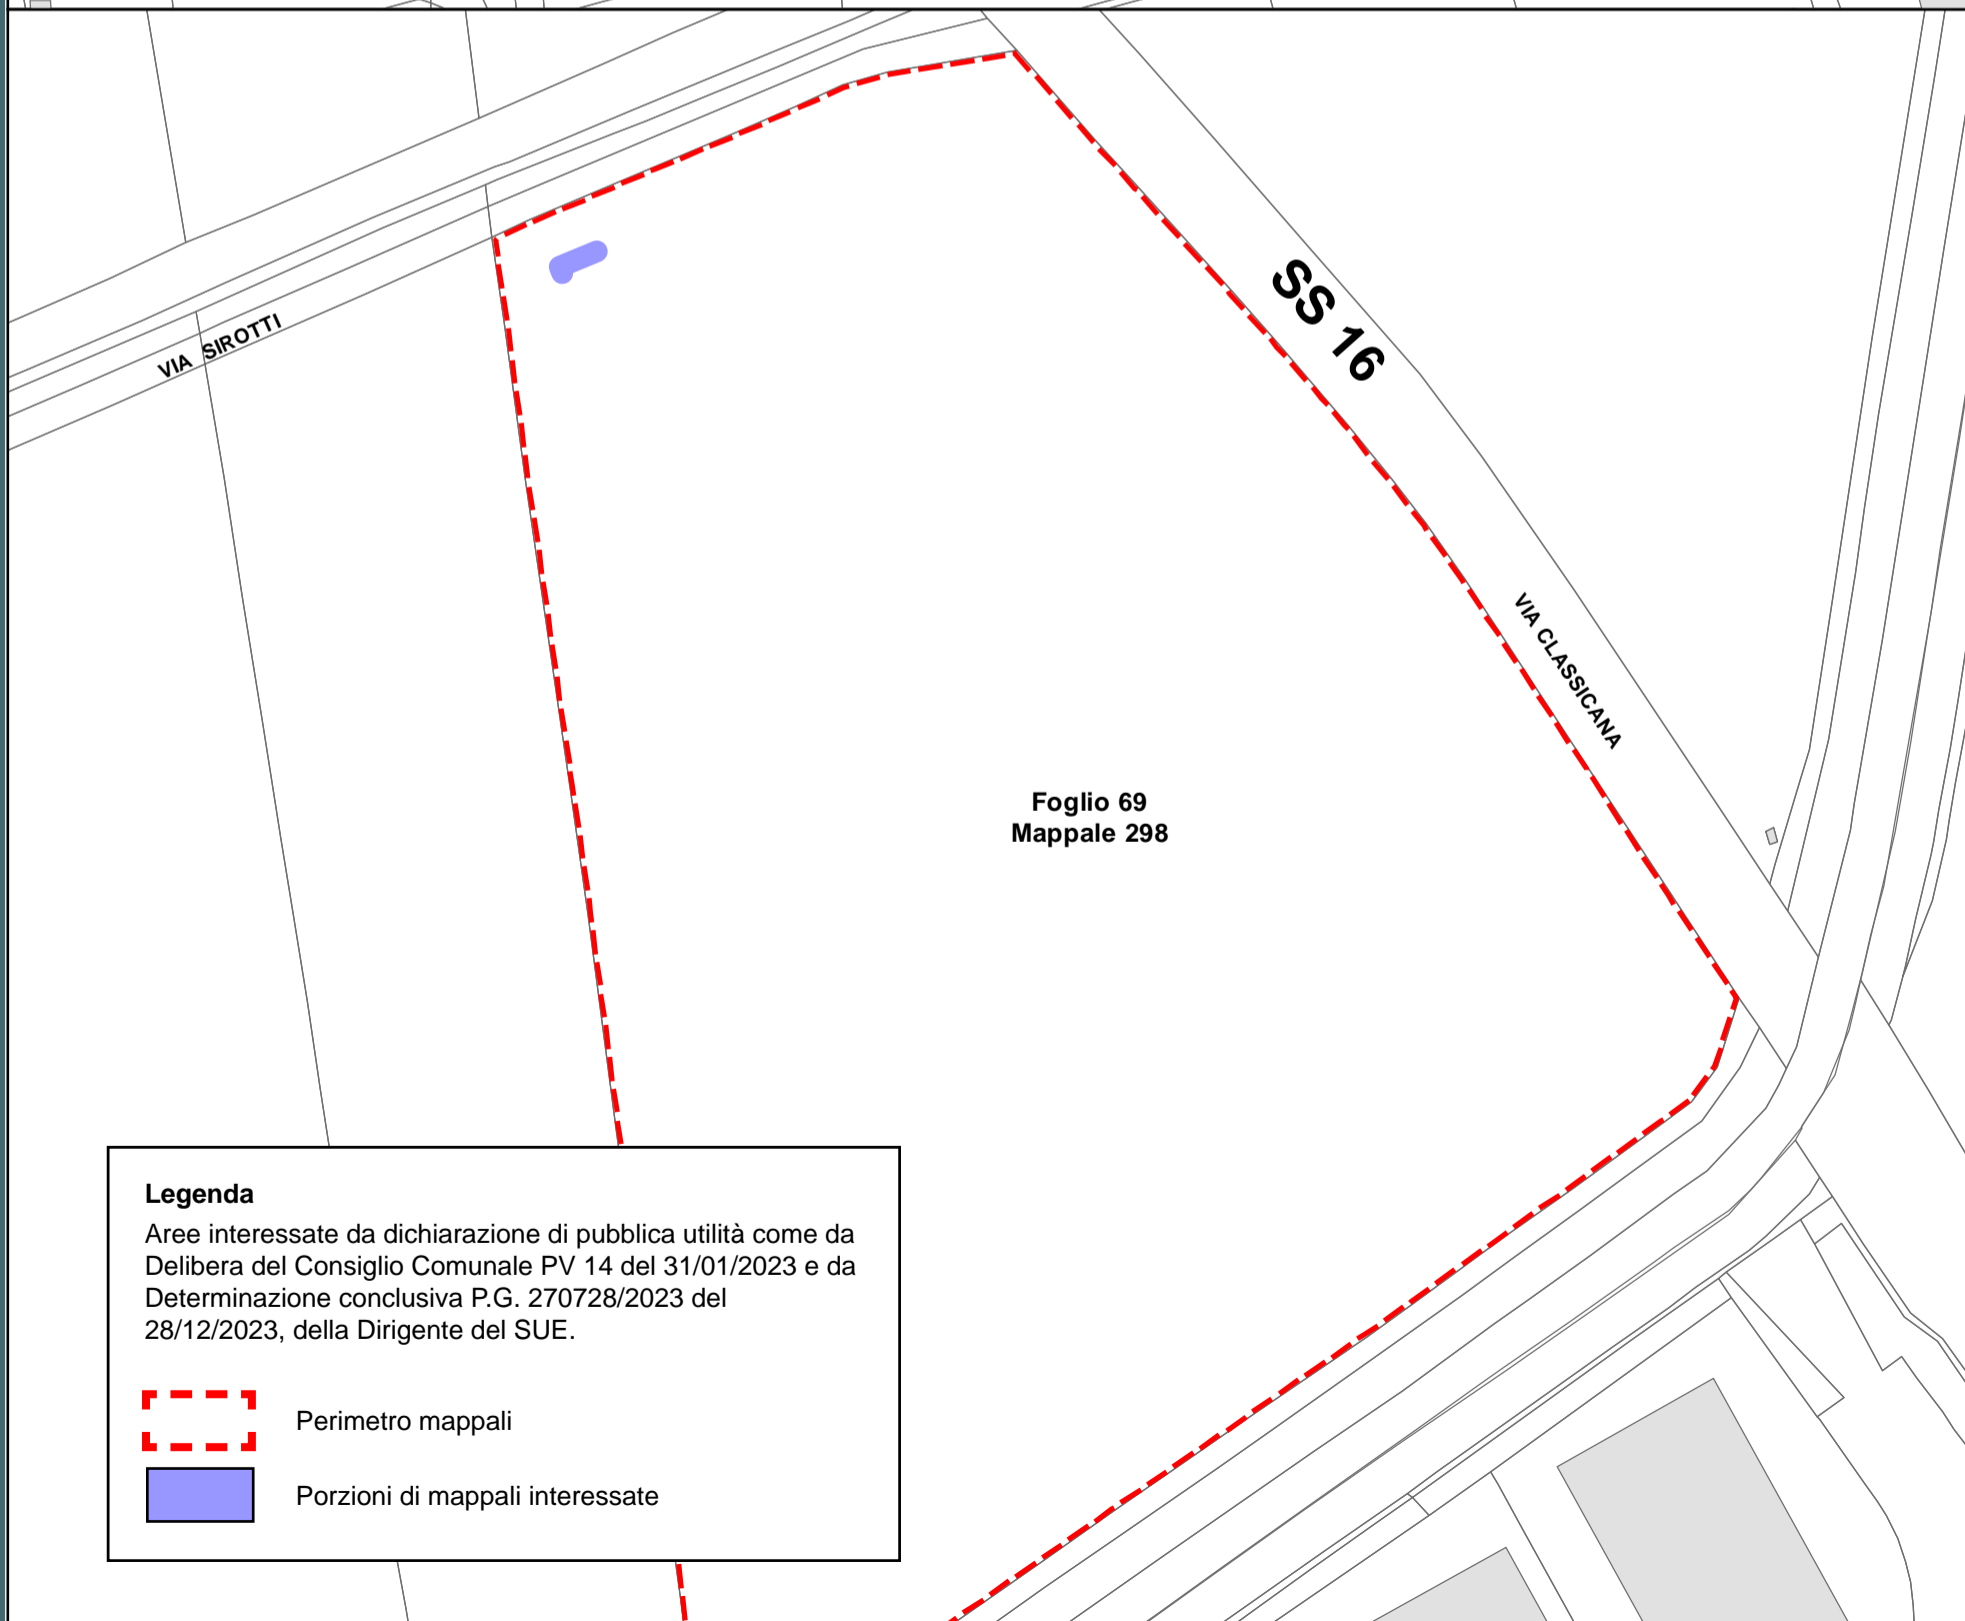 SS 16
VIA SIROTTI
VIA CLASSICANA
Foglio 69
Mappale 298
Legenda
Aree interessate da dichiarazione di pubblica utilità come da
Delibera del Consiglio Comunale PV 14 del 31/01/2023 e da
Determinazione conclusiva P.G. 270728/2023 del
28/12/2023, della Dirigente del SUE.
Perimetro mappali
Porzioni di mappali interessate